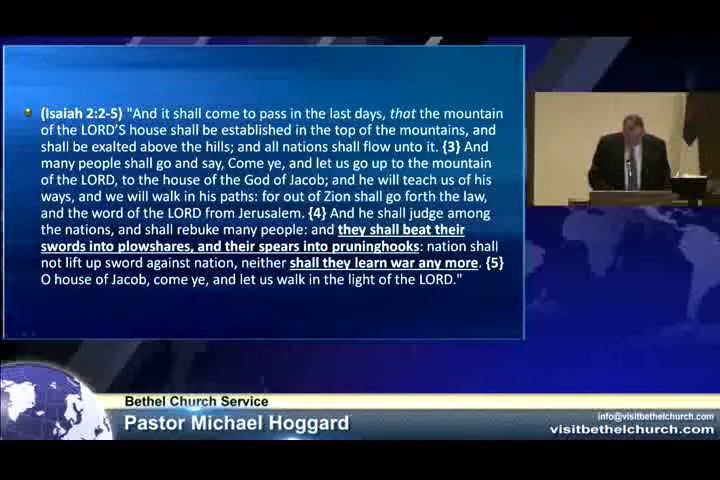 (Isaiah 2:2-5) "And it shall come to pass in the last days, that the mountain
of the LORD'S house shall be established in the top of the mountains, and
shall be exalted above the hills; and all nations shall flow unto it. {3} And
many people shall go and say, Come ye, and let us go up to the mountain
of the LORD, to the house of the God of Jacob; and he will teach us of his
ways, and we will walk in his paths: for out of Zion shall go forth the law,
and the word of the LORD from Jerusalem. {4} And he shall judge among
the nations, and shall rebuke many people: and they shall beat their
swords into plowshares, and their spears into pruninghooks: nation shall
not lift up sword against nation, neither shall they learn war any more. {5}
O house of Jacob, come ye, and let us walk in the light of the LORD."
Bethel Church Service
Pastor Michael Hoggard
info@visitbethelchurch.com
visitbethelchurch.com